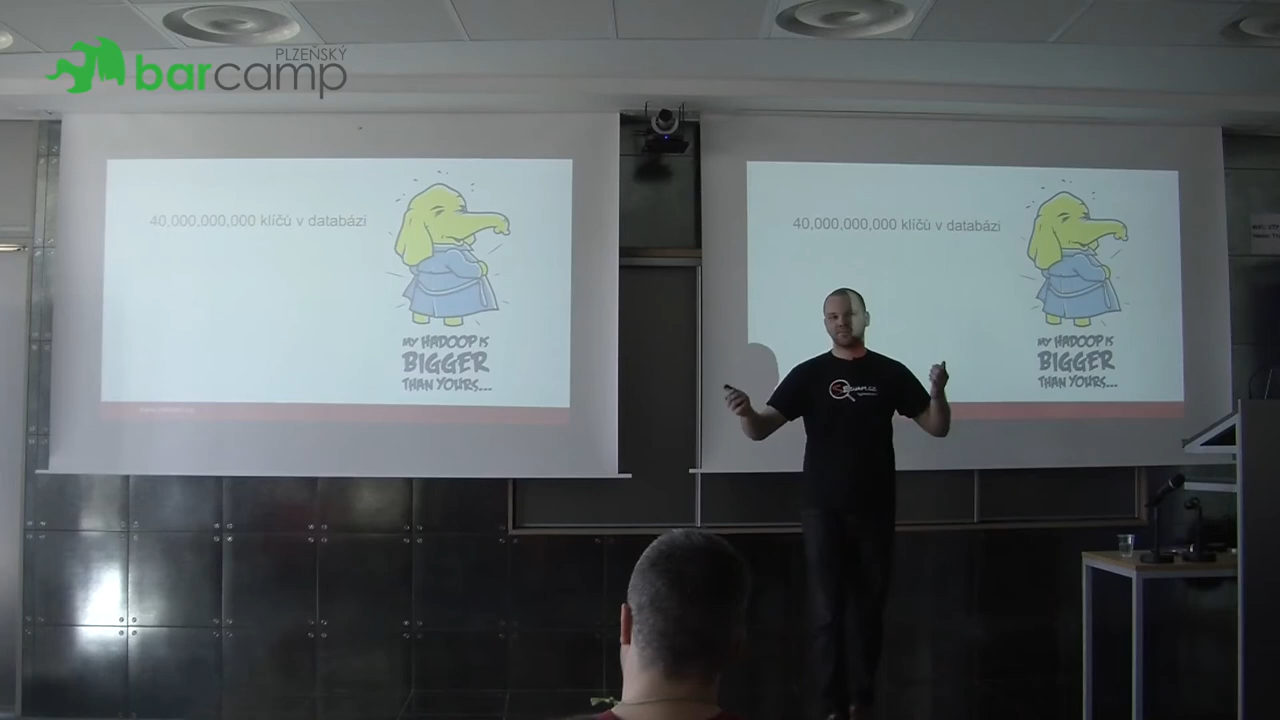 PLZEŇSKÝ
barcamp
40,000,000,000 klíčů v databázi
MY HADOOP IS
BIGGER
THAN YOURS...
40,000,000,000 klíčů v databázi
MY HADOOP IS
BIGGER
THAN YOURS...